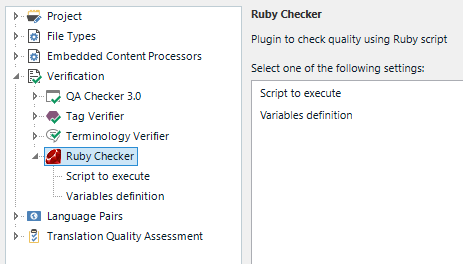 Project
File Types
Embedded Content Processors
Verification
QA Checker 3.0
Tag Verifier
Terminology Verifier
Ruby Checker
Script to execute
Variables definition
Language Pairs
Translation Quality Assessment
Ruby Checker
Plugin to check quality using Ruby script
Select one of the following settings:
Script to execute
Variables definition